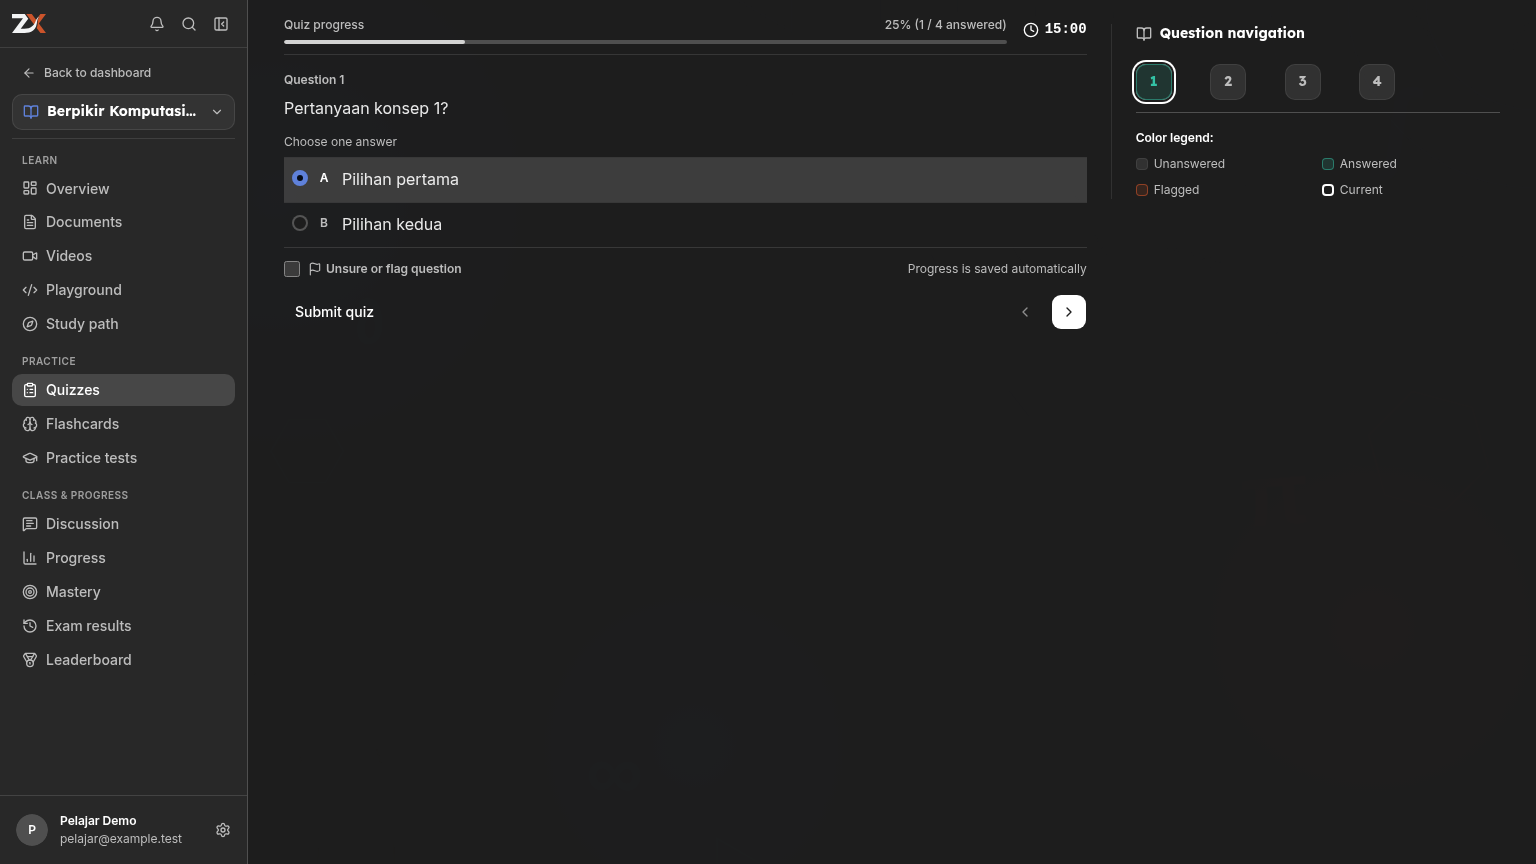 ZX
Back to dashboard
Berpikir Komputasi...
LEARN
Overview
Documents
Videos
Playground
Study path
PRACTICE
Quizzes
Flashcards
Practice tests
CLASS & PROGRESS
Discussion
Progress
Mastery
Exam results
Leaderboard
P
Pelajar Demo
pelajar@example.test
Quiz progress
25% (1 / 4 answered)
15:00
Question 1
Pertanyaan konsep 1?
Choose one answer
A Pilihan pertama
B Pilihan kedua
Unsure or flag question
Progress is saved automatically
Submit quiz
Question navigation
1 2 3 4
Color legend:
Unanswered
Answered
Flagged
Current